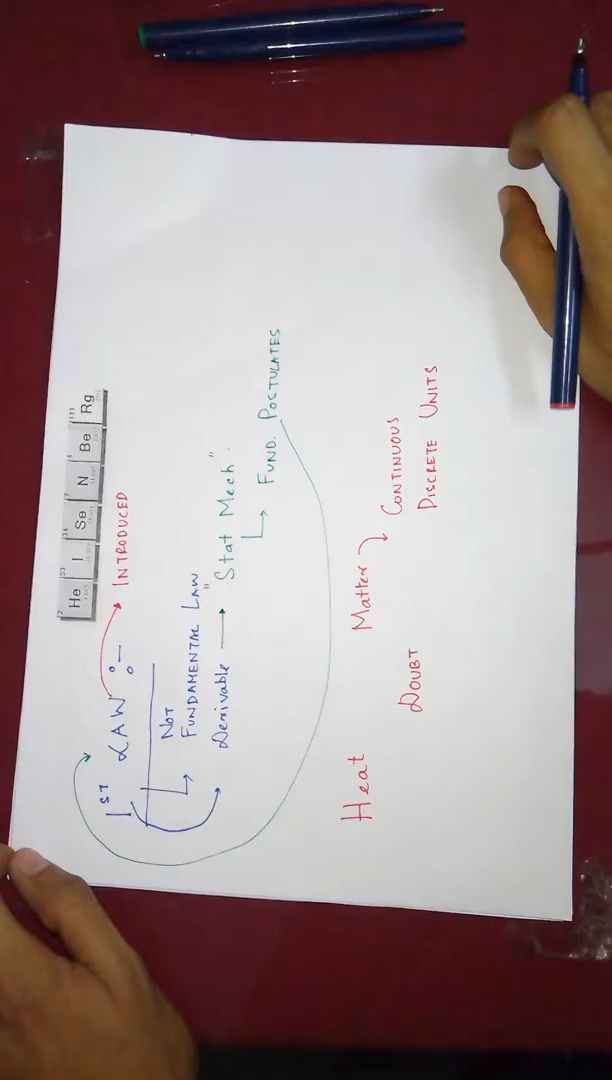 He I Se N Be Rg
1ST LAW :- INTRODUCED
NOT
FUNDAMENTAL LAW
Derivable → "Stat Mech"
FUND. POSTULATES
Heat Matter CONTINUOUS
DOUBT DISCRETE UNITS